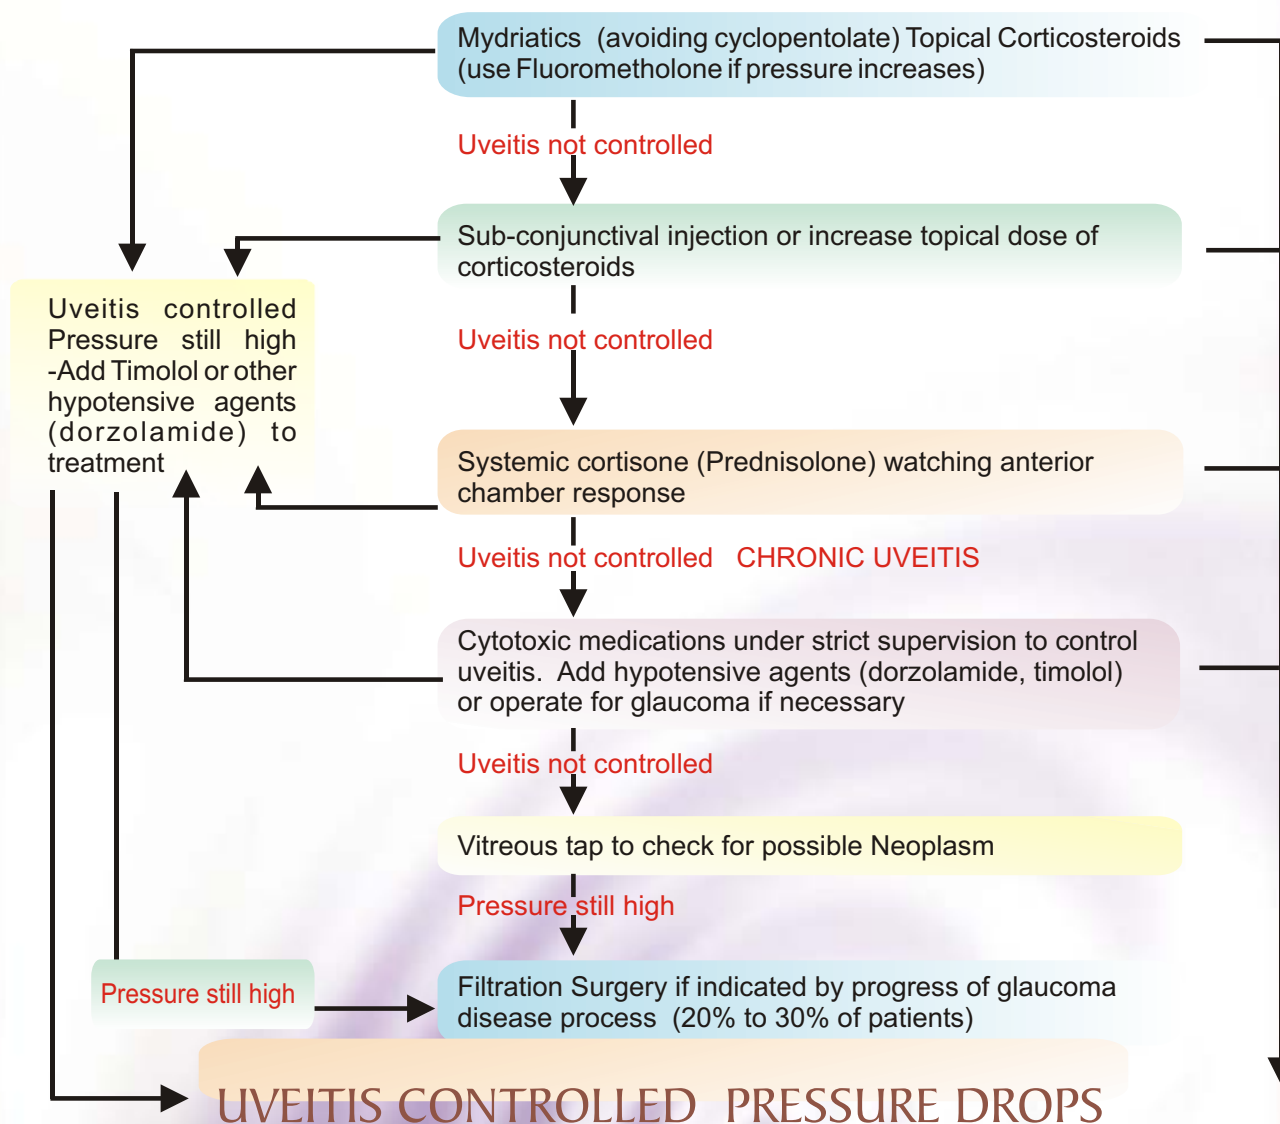 Mydriatics (avoiding cyclopentolate) Topical Corticosteroids
(use Fluorometholone if pressure increases)
Uveitis not controlled
Sub-conjunctival injection or increase topical dose of
corticosteroids
Uveitis controlled
Pressure still high
-Add Timolol or other
hypotensive agents
(dorzolamide) to
treatment
Uveitis not controlled
Systemic cortisone (Prednisolone) watching anterior
chamber response
Uveitis not controlled CHRONIC UVEITIS
Cytotoxic medications under strict supervision to control
uveitis. Add hypotensive agents (dorzolamide, timolol)
or operate for glaucoma if necessary
Uveitis not controlled
Vitreous tap to check for possible Neoplasm
Pressure still high
Pressure still high
Filtration Surgery if indicated by progress of glaucoma
disease process (20% to 30% of patients)
UVEITIS CONTROLLED PRESSURE DROPS